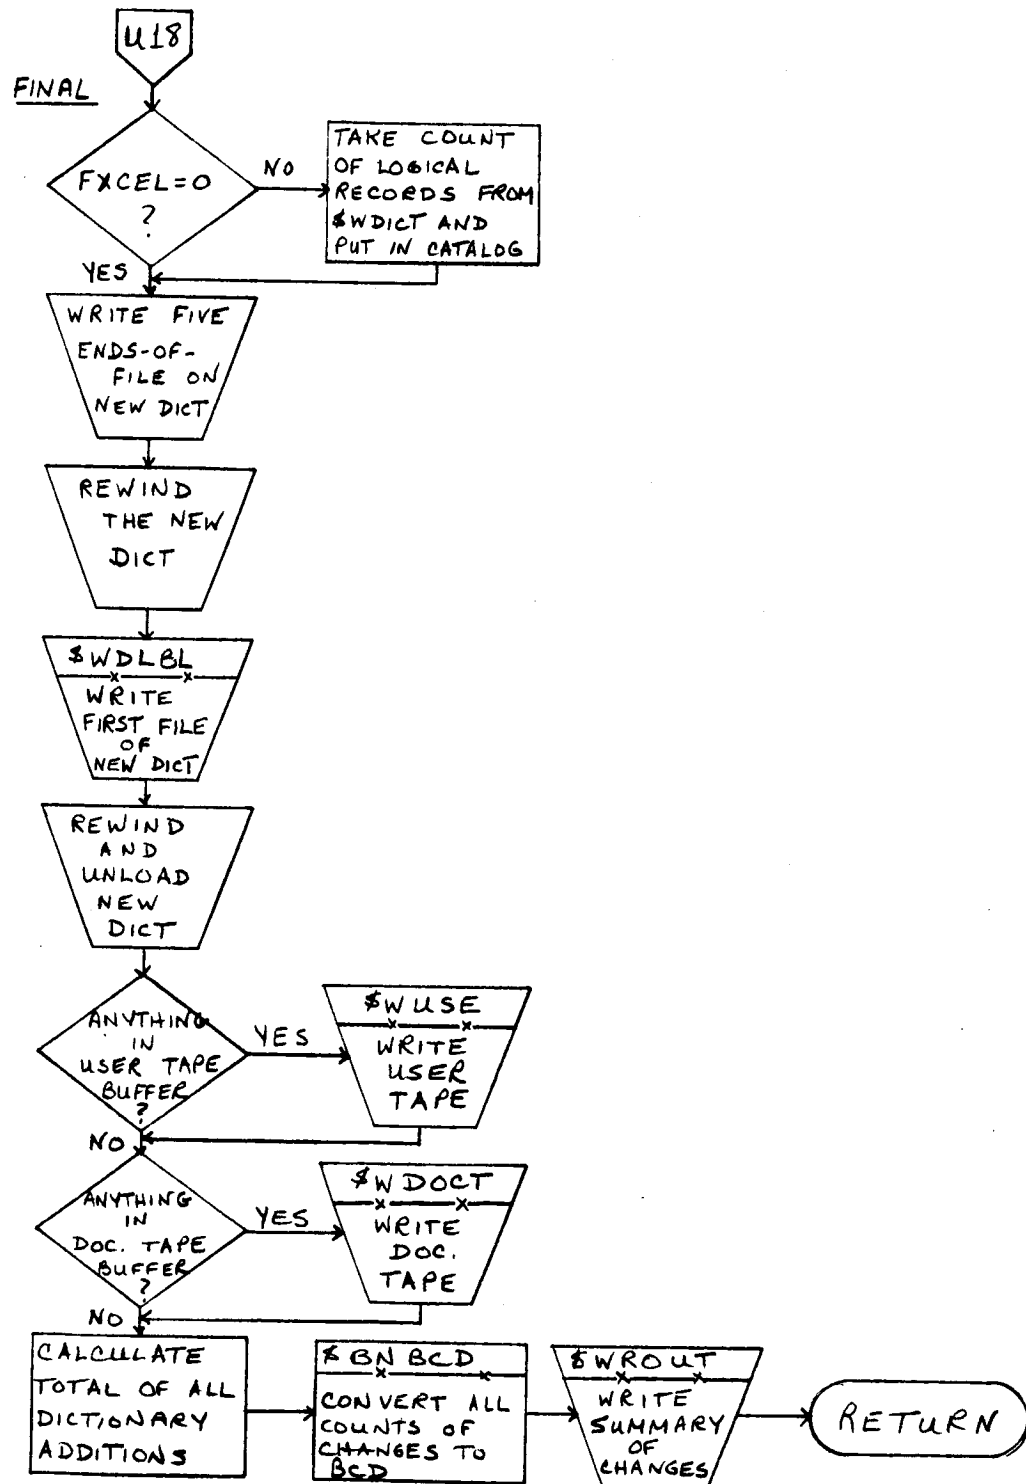 U18
FINAL
FXCEL=0
?
NO
TAKE COUNT
OF LOGICAL
RECORDS FROM
$WDICT AND
PUT IN CATALOG
YES
WRITE FIVE
ENDS-OF-
FILE ON
NEW DICT
REWIND
THE NEW
DICT
$WDLBL
WRITE
FIRST FILE
OF
NEW DICT
REWIND
AND
UNLOAD
NEW
DICT
ANYTHING
IN
USER TAPE
BUFFER
?
YES
$WUSE
WRITE
USER
TAPE
NO
ANYTHING
IN
DOC. TAPE
BUFFER
?
YES
$WDOCT
WRITE
DOC.
TAPE
NO
CALCULATE
TOTAL OF ALL
DICTIONARY
ADDITIONS
$BNBCD
CONVERT ALL
COUNTS OF
CHANGES TO
BCD
$WROUT
WRITE
SUMMARY
OF
CHANGES
RETURN